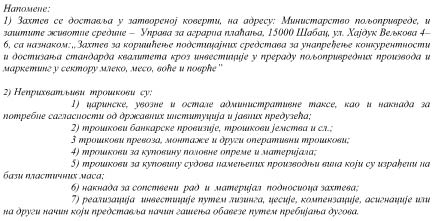 Напомене:
1) Захтев се доставља у затвореној коверти, на адресу: Министарство пољопривреде, и
заштите животне средине – Управа за аграрна плаћања, 15000 Шабац, ул. Хајдук Вељкова 4–
6, са назнаком:„Захтев за коришћење подстицајних средстава за унапређење конкурентности
и достизања стандарда квалитета кроз инвестиције у прераду пољопривредних производа и
маркетинг у сектору млеко, месо, воће и поврће”
2) Неприхватљиви трошкови су:
1) царинске, увозне и остале административне таксе, као и накнада за
потребне сагласности од државних институција и јавних предузећа;
2) трошкови банкарске провизије, трошкови јемства и сл.;
3 трошкови превоза, монтаже и други оперативни трошкови;
4) трошкови за куповину половне опреме и материјала;
5) трошкови за куповину судова намењених производњи вина који су израђени на
бази пластичних маса;
6) накнада за сопствени рад и материјал подносиоца захтева;
7) реализација инвестиције путем лизинга, цесије, компензације, асигнације или
на други начин који представља начин гашења обавезе путем пребијања дугова.